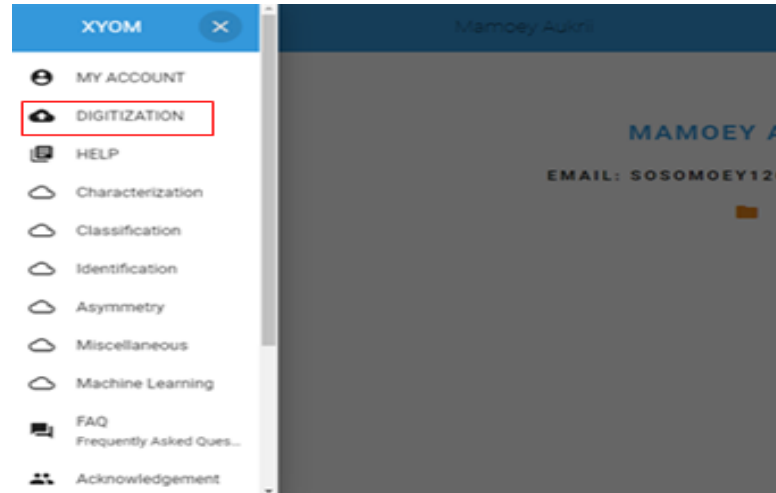 XYOM
Mamoey Aukril
MY ACCOUNT
DIGITIZATION
HELP
Characterization
Classification
Identification
Asymmetry
Miscellaneous
Machine Learning
FAQ
Frequently Asked Ques...
Acknowledgement
MAMOEY A
EMAIL: SOSOMOEY12